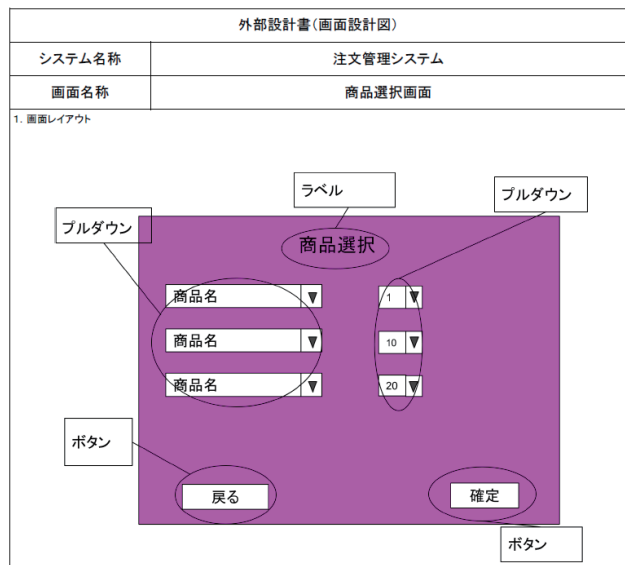 外部設計書(画面設計図)
システム名称 注文管理システム
画面名称 商品選択画面
1. 画面レイアウト
ラベル
プルダウン
プルダウン
商品選択
商品名 ▼ 1 ▼
商品名 ▼ 10 ▼
商品名 ▼ 20 ▼
ボタン
戻る 確定
ボタン